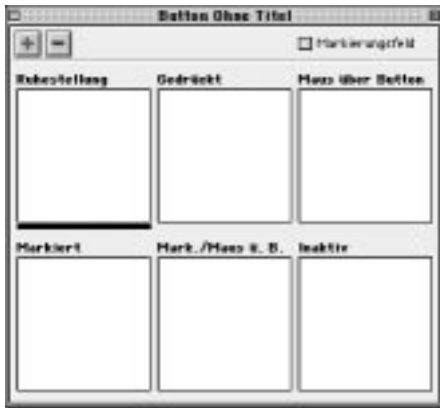 Button Ohne Titel
+ − Markierungsfeld
Ruhestellung Gedrückt Maus über Button
Markiert Mark./Maus ü. B. Inaktiv